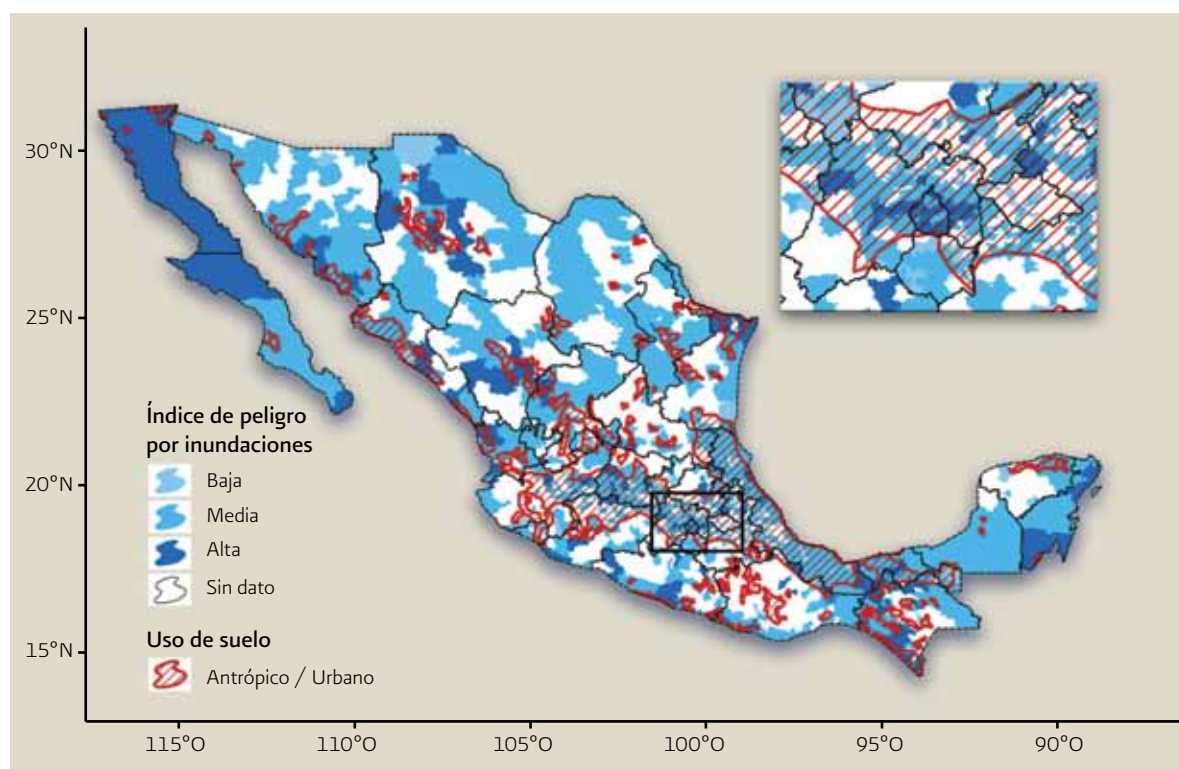 30°N
25°N
20°N
15°N
Índice de peligro
por inundaciones
Baja
Media
Alta
Sin dato
Uso de suelo
Antrópico / Urbano
115°O
110°O
105°O
100°O
95°O
90°O